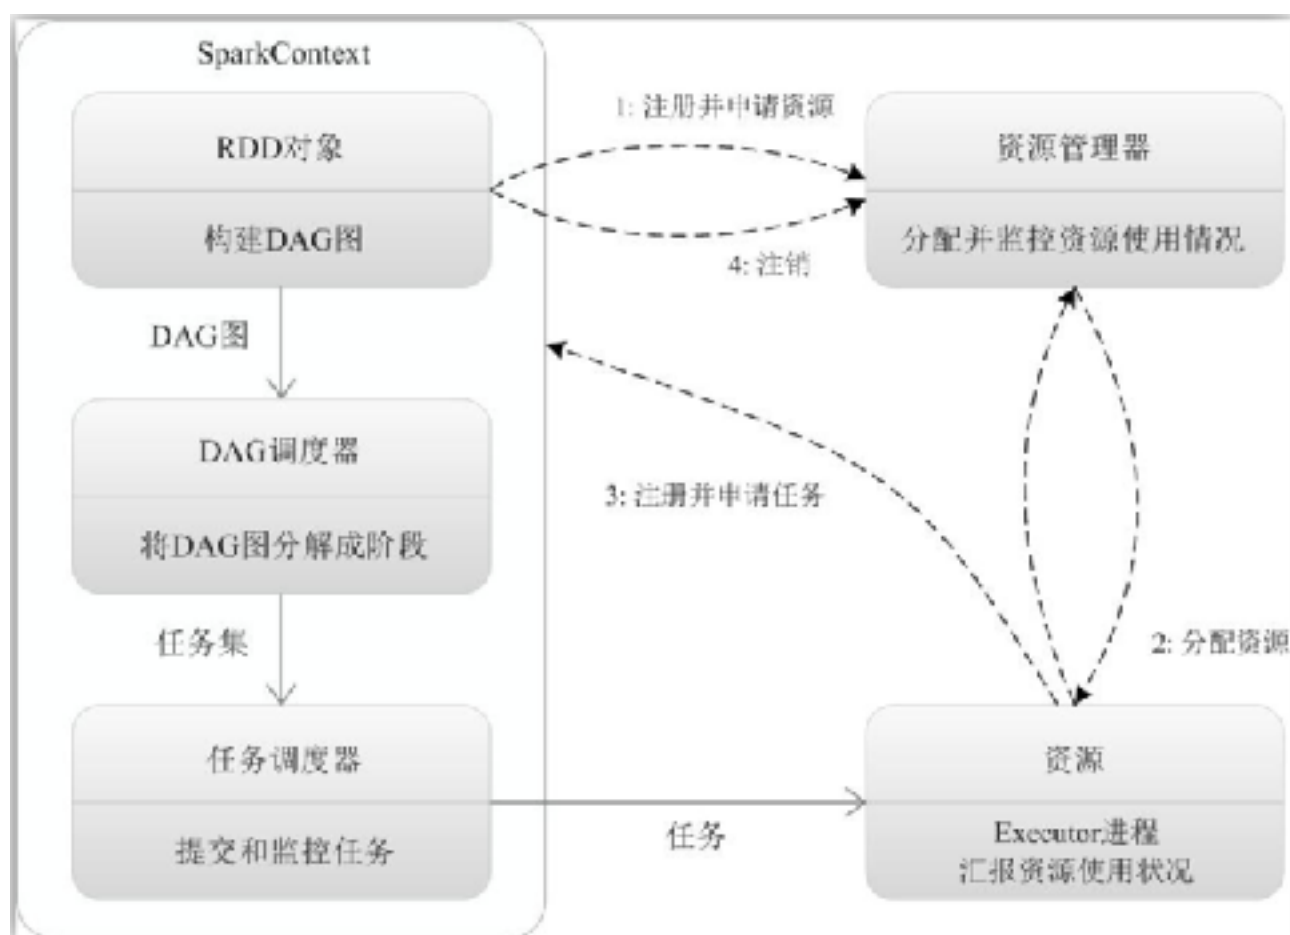 SparkContext
RDD对象
构建DAG图
1: 注册并申请资源
4: 注销
资源管理器
分配并监控资源使用情况
DAG图
DAG调度器
将DAG图分解成阶段
3: 注册并申请任务
任务集
2: 分配资源
任务调度器
提交和监控任务
任务
资源
Executor进程
汇报资源使用状况